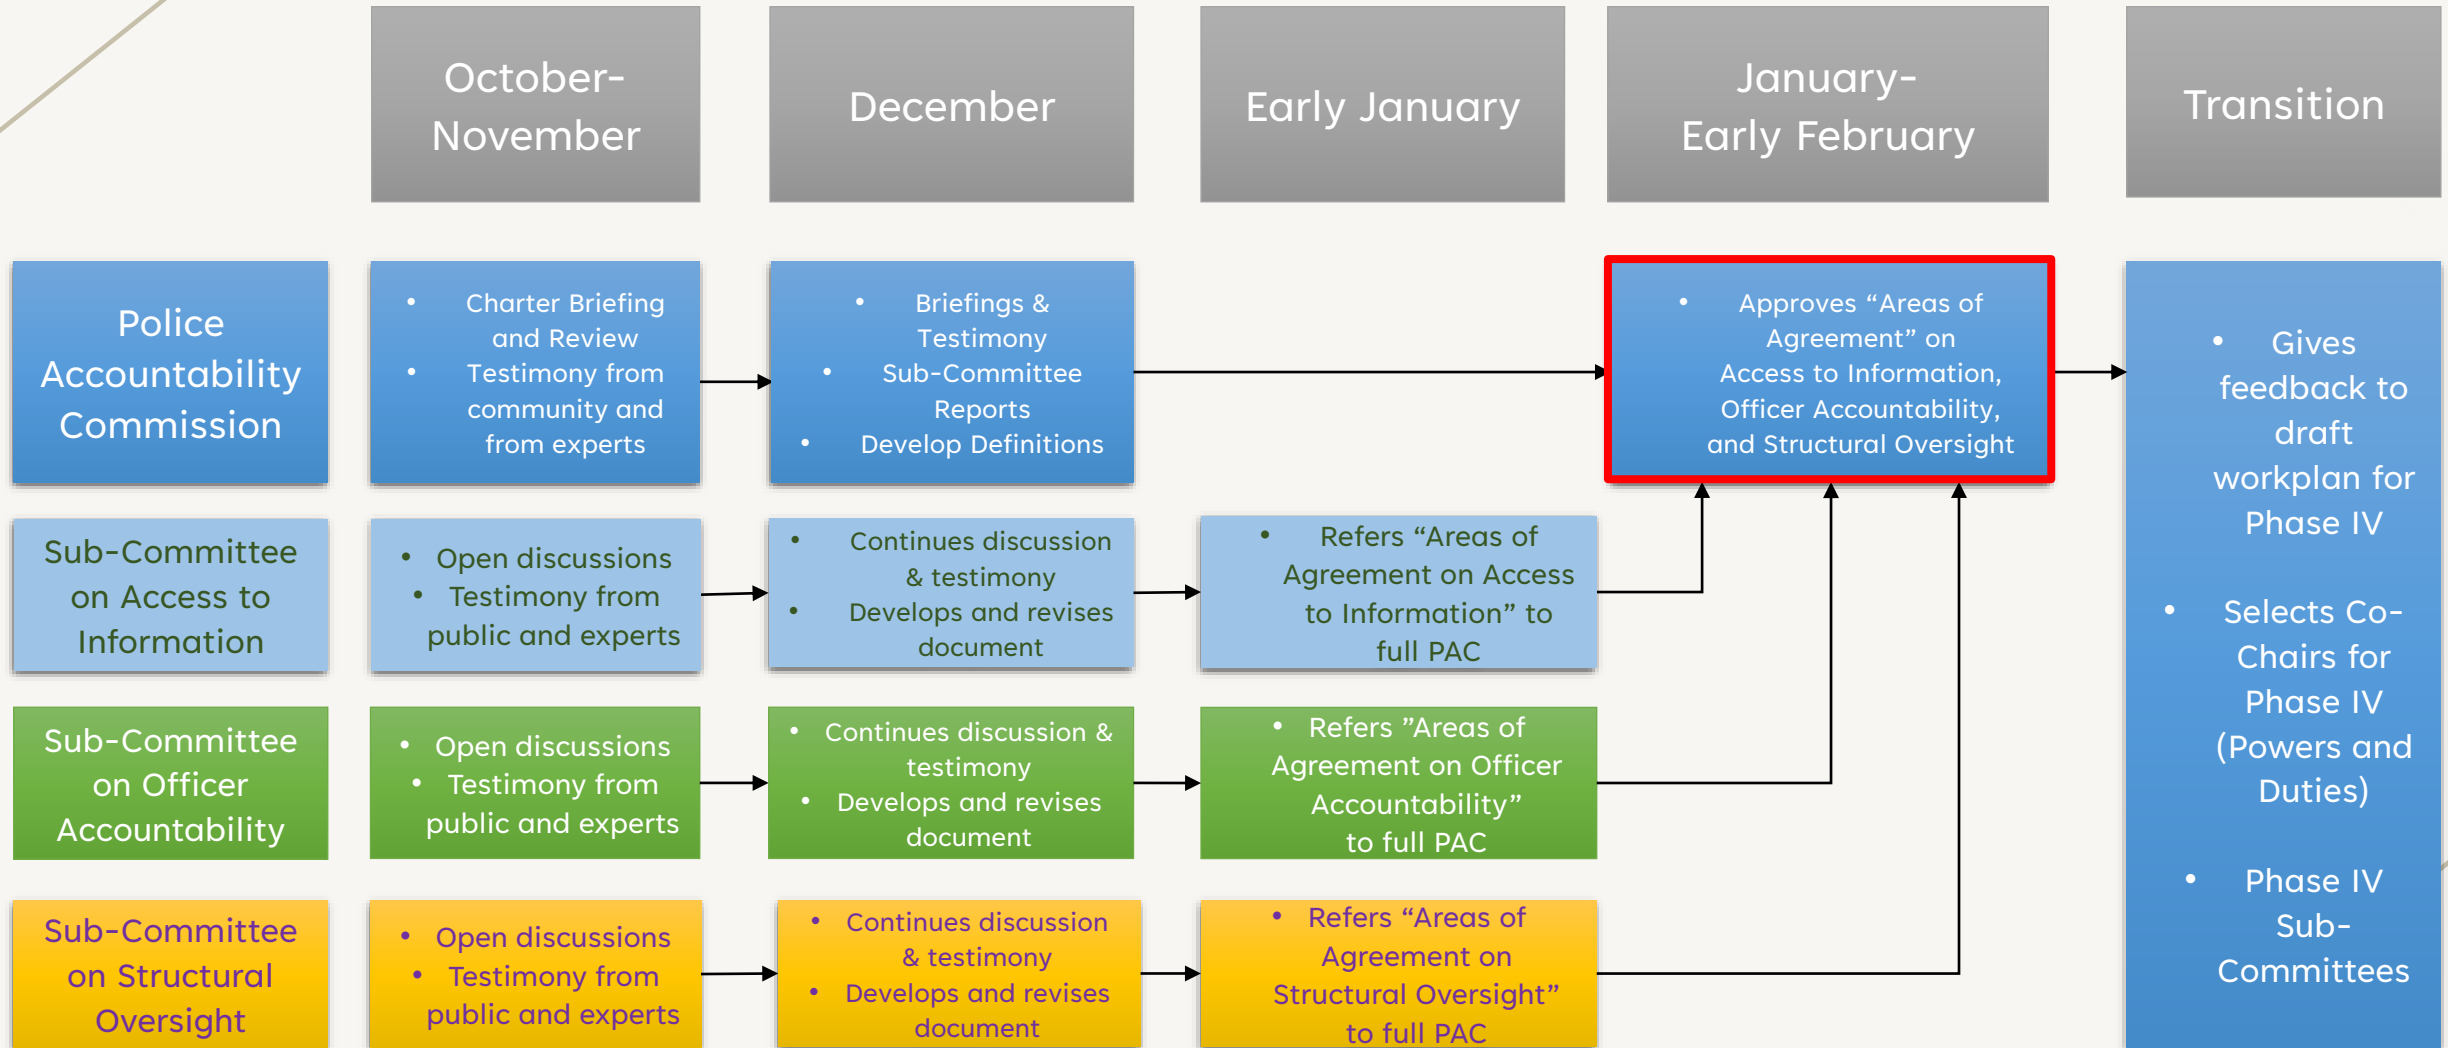 October-
November
December
Early January
January-
Early February
Transition
Police
Accountability
Commission
• Charter Briefing
and Review
• Testimony from
community and
from experts
• Briefings &
Testimony
• Sub-Committee
Reports
• Develop Definitions
• Approves “Areas of
Agreement” on
Access to Information,
Officer Accountability,
and Structural Oversight
• Gives
feedback to
draft
workplan for
Phase IV
• Selects Co-
Chairs for
Phase IV
(Powers and
Duties)
• Phase IV
Sub-
Committees
Sub-Committee
on Access to
Information
• Open discussions
• Testimony from
public and experts
• Continues discussion
& testimony
• Develops and revises
document
• Refers “Areas of
Agreement on Access
to Information” to
full PAC
Sub-Committee
on Officer
Accountability
• Open discussions
• Testimony from
public and experts
• Continues discussion &
testimony
• Develops and revises
document
• Refers ”Areas of
Agreement on Officer
Accountability”
to full PAC
Sub-Committee
on Structural
Oversight
• Open discussions
• Testimony from
public and experts
• Continues discussion
& testimony
• Develops and revises
document
• Refers “Areas of
Agreement on
Structural Oversight”
to full PAC